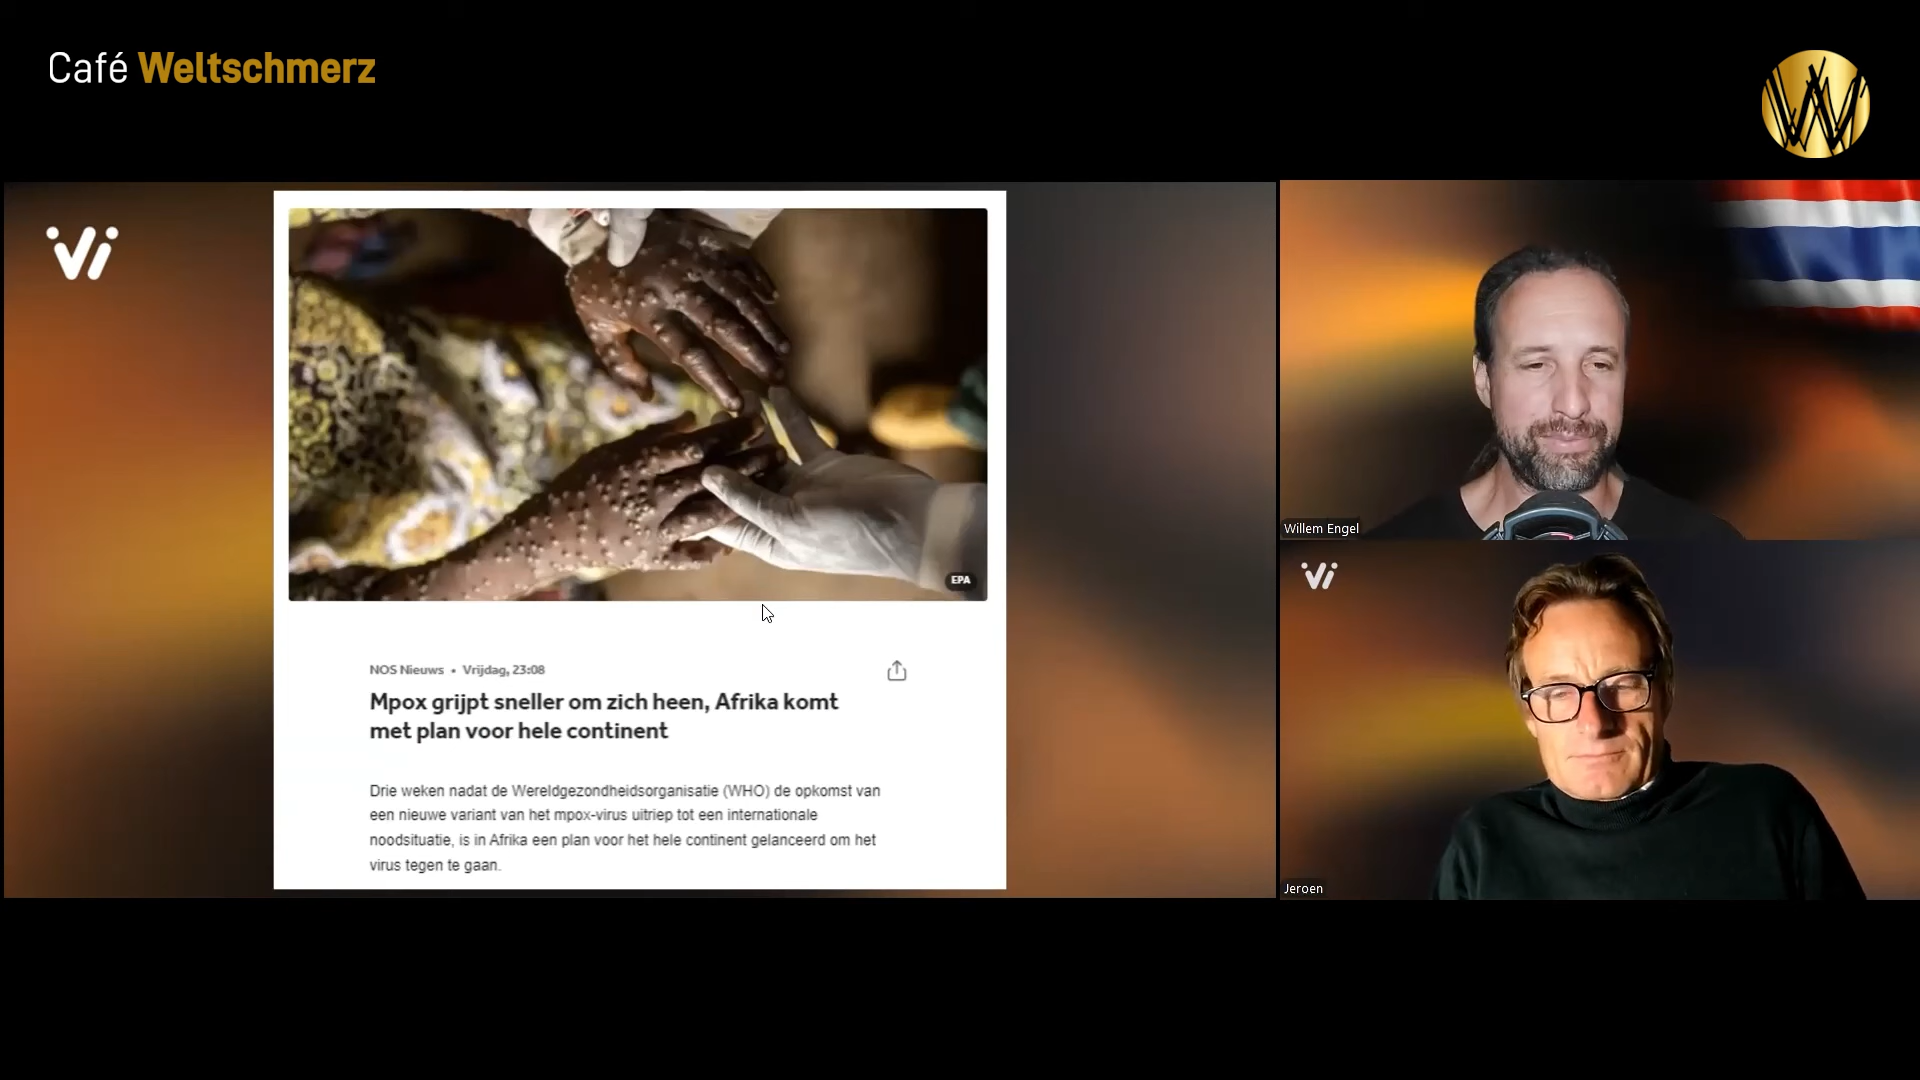 Café Weltschmerz
EPA
NOS Nieuws • Vrijdag, 23:08
Mpox grijpt sneller om zich heen, Afrika komt
met plan voor hele continent
Drie weken nadat de Wereldgezondheidsorganisatie (WHO) de opkomst van
een nieuwe variant van het mpox-virus uitriep tot een internationale
noodsituatie, is in Afrika een plan voor het hele continent gelanceerd om het
virus tegen te gaan.
Willem Engel
Jeroen